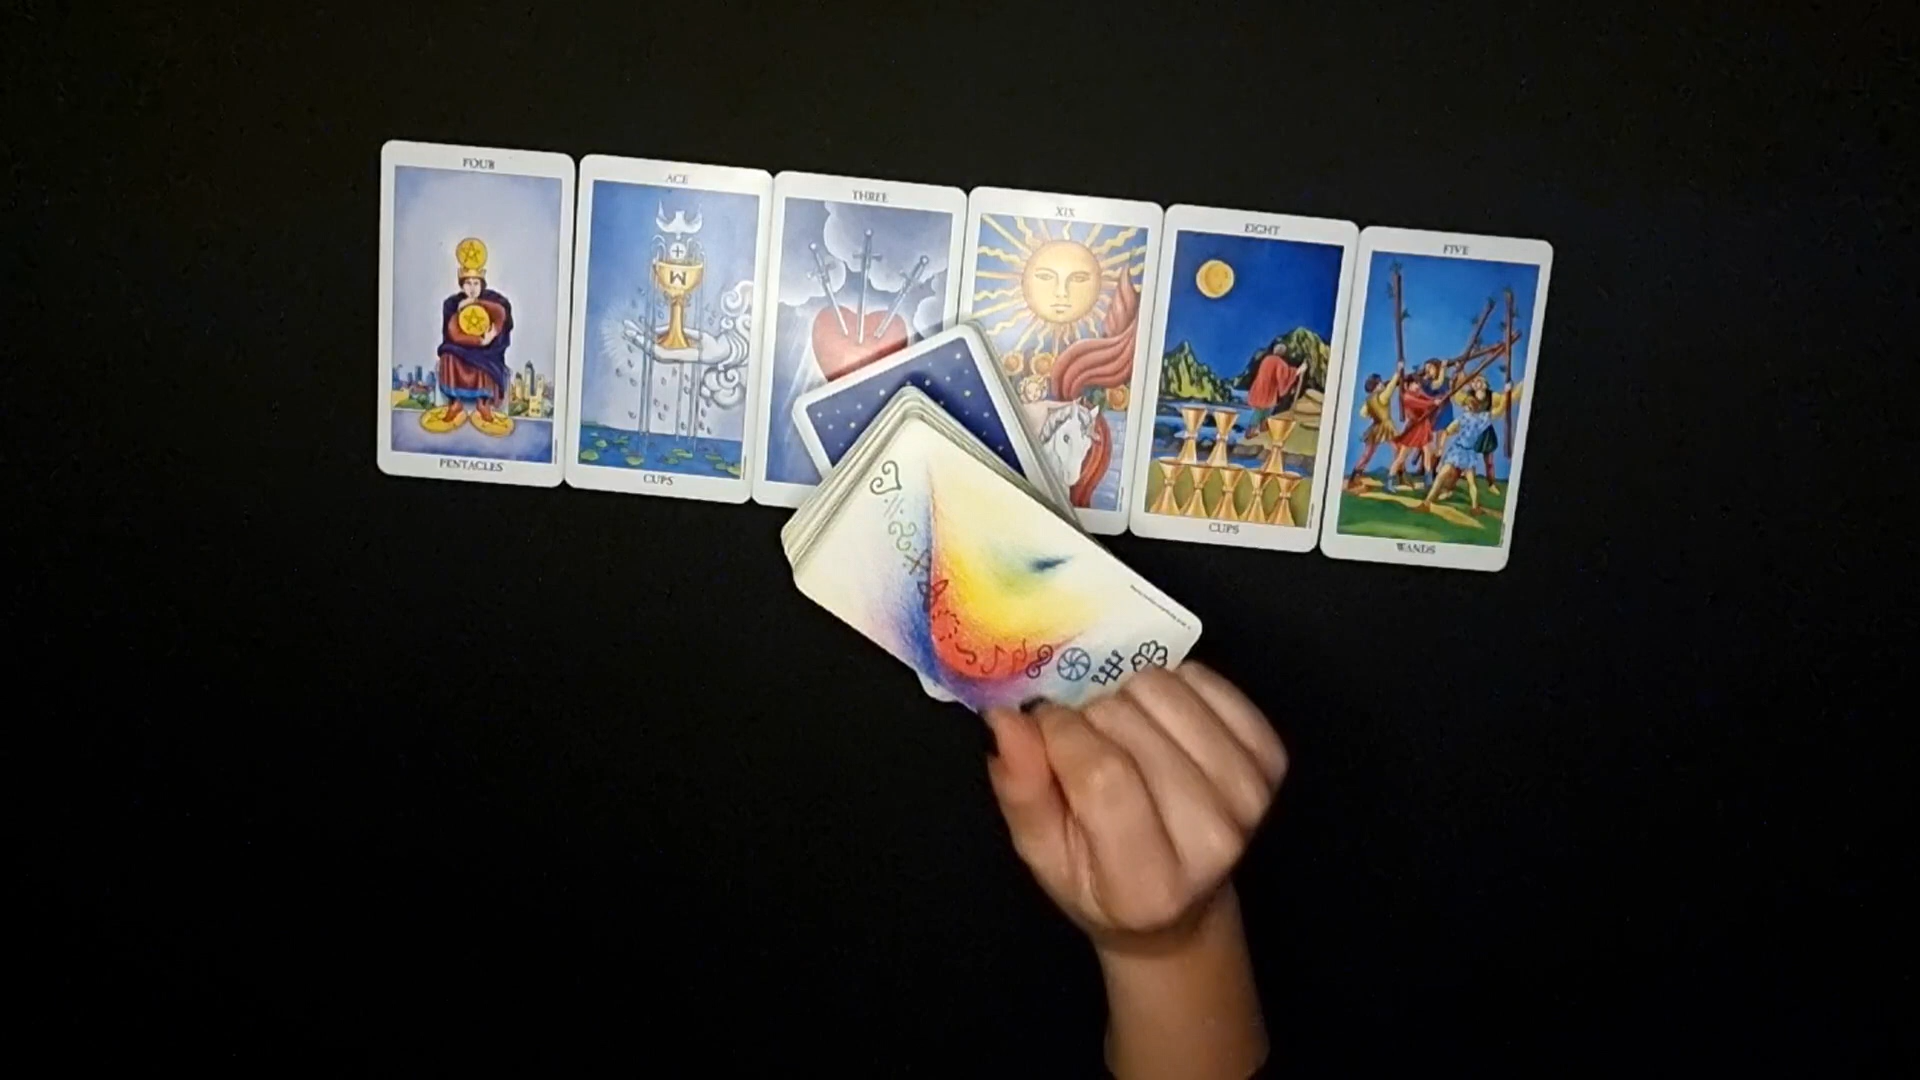 FOUR
PENTACLES
ACE
CUPS
THREE
XIX
EIGHT
CUPS
FIVE
WANDS